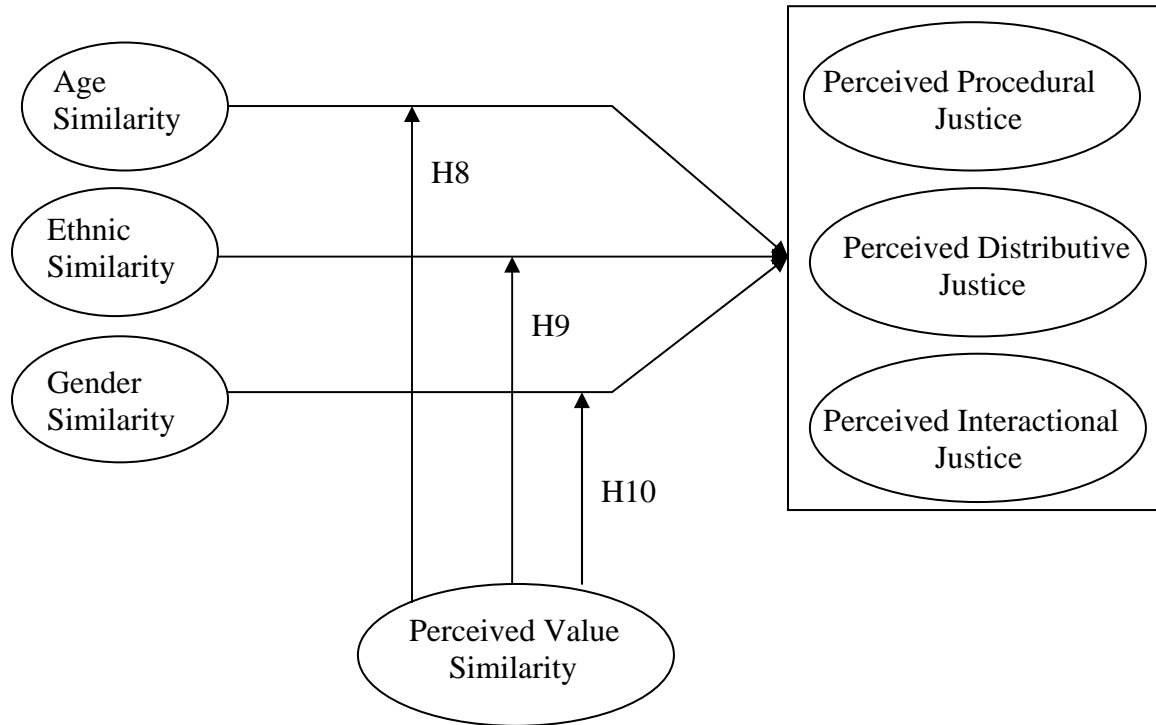 Age
Similarity
Ethnic
Similarity
Gender
Similarity
H8
H9
H10
Perceived Value
Similarity
Perceived Procedural
Justice
Perceived Distributive
Justice
Perceived Interactional
Justice